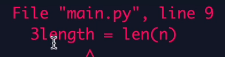 File "main.py", line 9
3length = len(n)
^